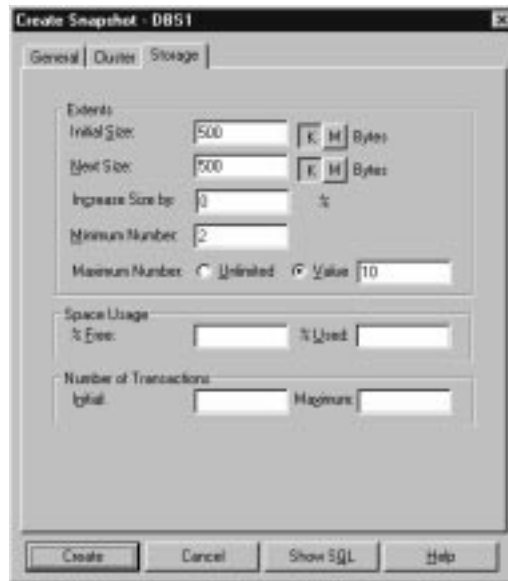 Create Snapshot - DBS1
General Cluster Storage
Extents
Initial Size: 500 K M Bytes
Next Size: 500 K M Bytes
Increase Size by: 0 %
Minimum Number: 2
Maximum Number: Unlimited Value 10
Space Usage
% Free: % Used:
Number of Transactions
Initial: Maximum:
Create Cancel Show SQL Help